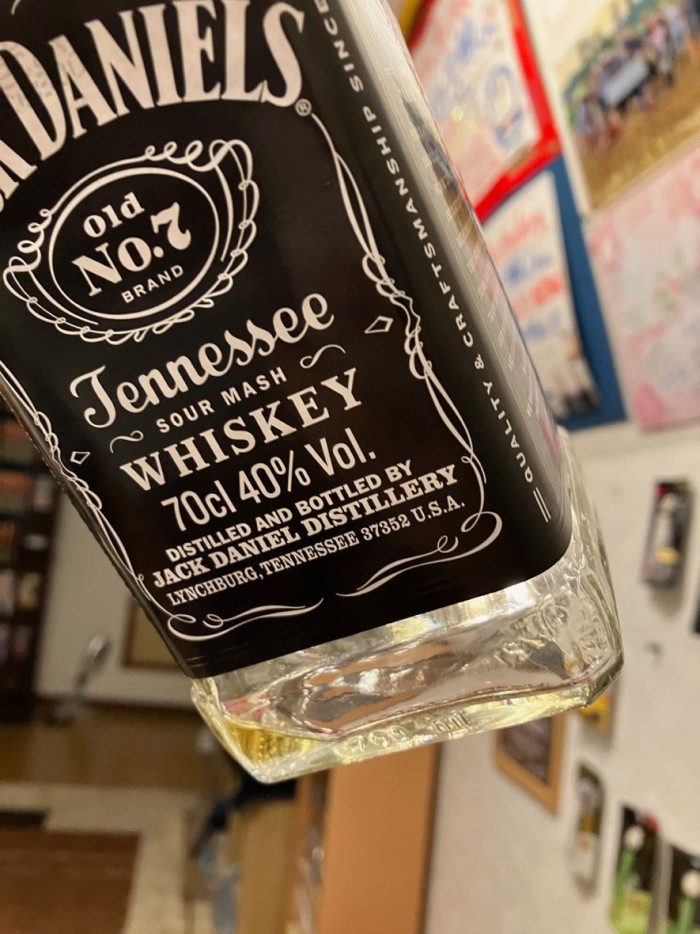 DANIELS
®
Old
No.7
BRAND
Tennessee
SOUR MASH
WHISKEY
70cl 40% Vol.
DISTILLED AND BOTTLED BY
JACK DANIEL DISTILLERY
LYNCHBURG, TENNESSEE 37352 U.S.A.
QUALITY & CRAFTSMANSHIP SINCE